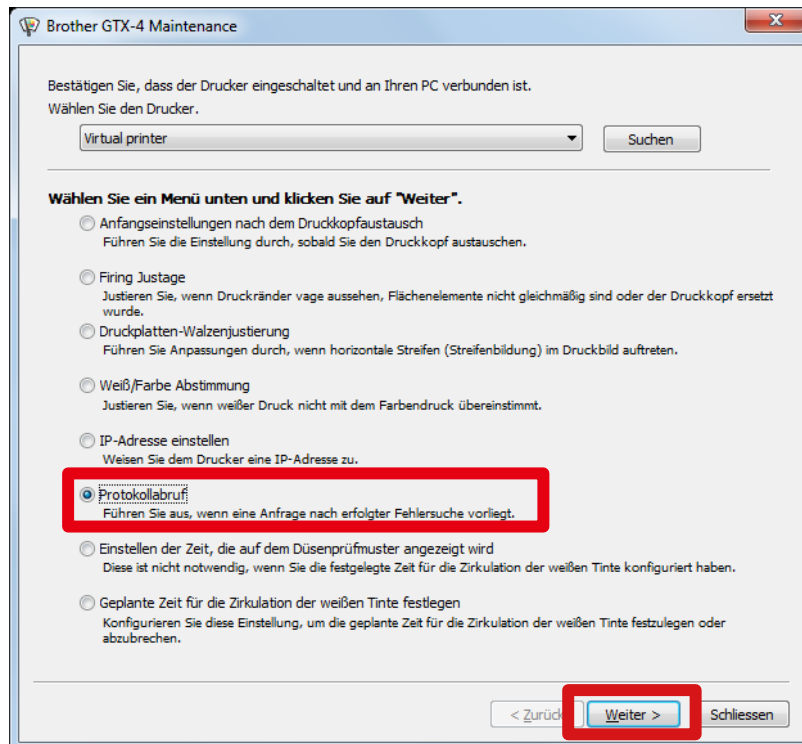 Brother GTX-4 Maintenance
Bestätigen Sie, dass der Drucker eingeschaltet und an Ihren PC verbunden ist.
Wählen Sie den Drucker.
Virtual printer
Suchen
Wählen Sie ein Menü unten und klicken Sie auf "Weiter".
Anfangseinstellungen nach dem Druckkopfaustausch
Führen Sie die Einstellung durch, sobald Sie den Druckkopf austauschen.
Firing Justage
Justieren Sie, wenn Druckränder vage aussehen, Flächenelemente nicht gleichmäßig sind oder der Druckkopf ersetzt
wurde.
Druckplatten-Walzenjustierung
Führen Sie Anpassungen durch, wenn horizontale Streifen (Streifenbildung) im Druckbild auftreten.
Weiß/Farbe Abstimmung
Justieren Sie, wenn weißer Druck nicht mit dem Farbendruck übereinstimmt.
IP-Adresse einstellen
Weisen Sie dem Drucker eine IP-Adresse zu.
Protokollabruf
Führen Sie aus, wenn eine Anfrage nach erfolgter Fehlersuche vorliegt.
Einstellen der Zeit, die auf dem Düsenprüfmuster angezeigt wird
Diese ist nicht notwendig, wenn Sie die festgelegte Zeit für die Zirkulation der weißen Tinte konfiguriert haben.
Geplante Zeit für die Zirkulation der weißen Tinte festlegen
Konfigurieren Sie diese Einstellung, um die geplante Zeit für die Zirkulation der weißen Tinte festzulegen oder
abzubrechen.
< Zurück
Weiter >
Schliessen